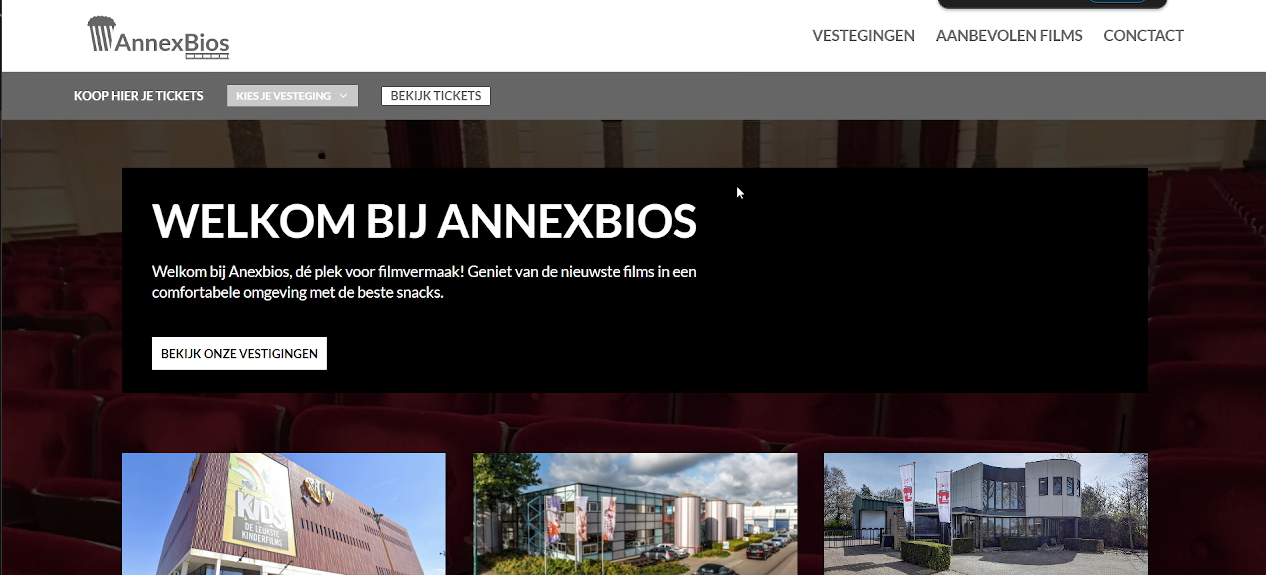 AnnexBios
VESTEGINGEN AANBEVOLEN FILMS CONCTACT
KOOP HIER JE TICKETS KIES JE VESTEGING BEKIJK TICKETS
WELKOM BIJ ANNEXBIOS
Welkom bij Anexbios, dé plek voor filmvermaak! Geniet van de nieuwste films in een
comfortabele omgeving met de beste snacks.
BEKIJK ONZE VESTIGINGEN
KIDS
DE LEUKSTE
KINDERFILMS